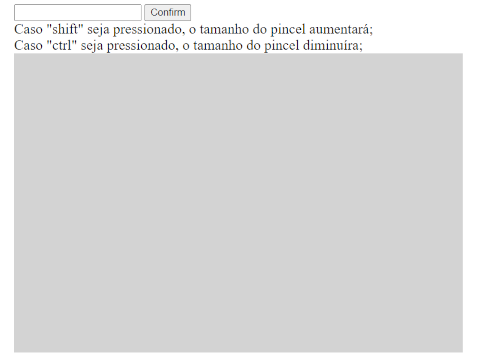 Confirm
Caso "shift" seja pressionado, o tamanho do pincel aumentará;
Caso "ctrl" seja pressionado, o tamanho do pincel diminuíra;